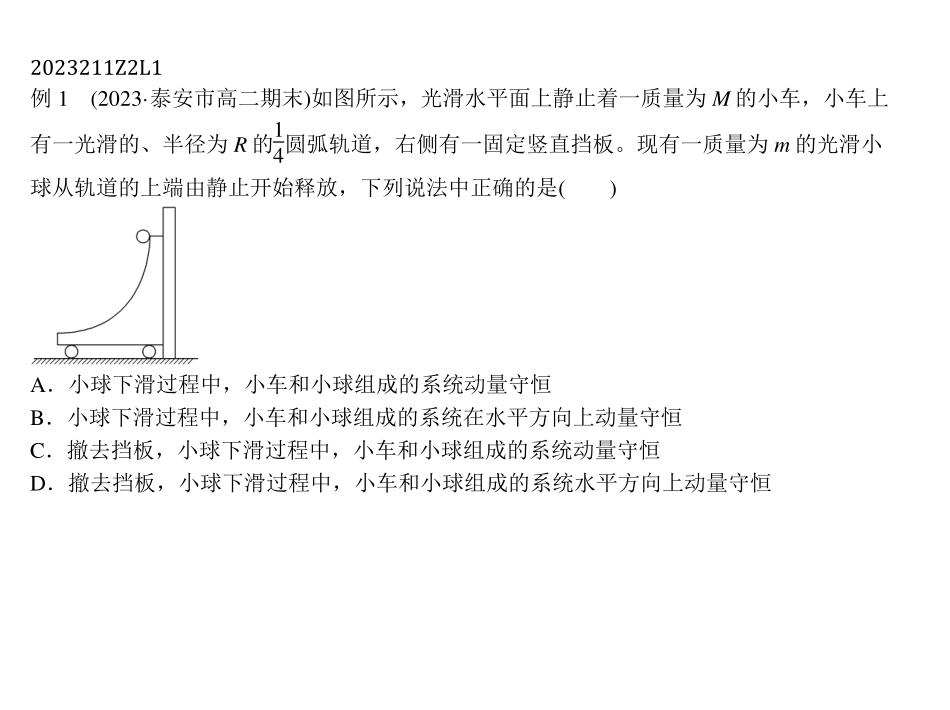 2023211Z2L1
例 1　(2023·泰安市高二期末)如图所示，光滑水平面上静止着一质量为 M 的小车，小车上
有一光滑的、半径为 R 的1/4圆弧轨道，右侧有一固定竖直挡板。现有一质量为 m 的光滑小
球从轨道的上端由静止开始释放，下列说法中正确的是(　　)
A．小球下滑过程中，小车和小球组成的系统动量守恒
B．小球下滑过程中，小车和小球组成的系统在水平方向上动量守恒
C．撤去挡板，小球下滑过程中，小车和小球组成的系统动量守恒
D．撤去挡板，小球下滑过程中，小车和小球组成的系统水平方向上动量守恒